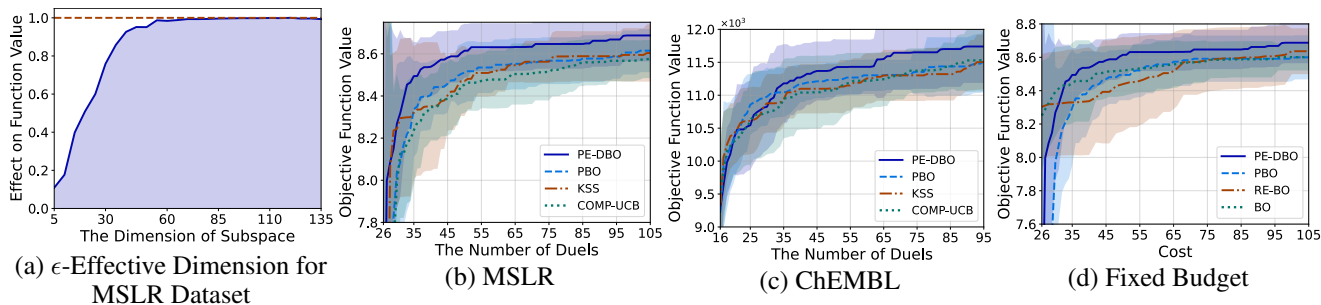 Effect on Function Value
1.0
0.8
0.6
0.4
0.2
0.0
5 30 60 85 110 135
The Dimension of Subspace
(a) ϵ-Effective Dimension for
MSLR Dataset
Objective Function Value
8.6
8.4
8.2
8.0
7.8
PE-DBO
PBO
KSS
COMP-UCB
26 35 45 55 65 75 85 95 105
The Number of Duels
(b) MSLR
Objective Function Value
×10³
12.0
11.5
11.0
10.5
10.0
9.5
9.0
PE-DBO
PBO
KSS
COMP-UCB
16 25 35 45 55 65 75 85 95
The Number of Duels
(c) ChEMBL
Objective Function Value
8.8
8.6
8.4
8.2
8.0
7.8
7.6
PE-DBO
PBO
RE-BO
BO
26 35 45 55 65 75 85 95 105
Cost
(d) Fixed Budget